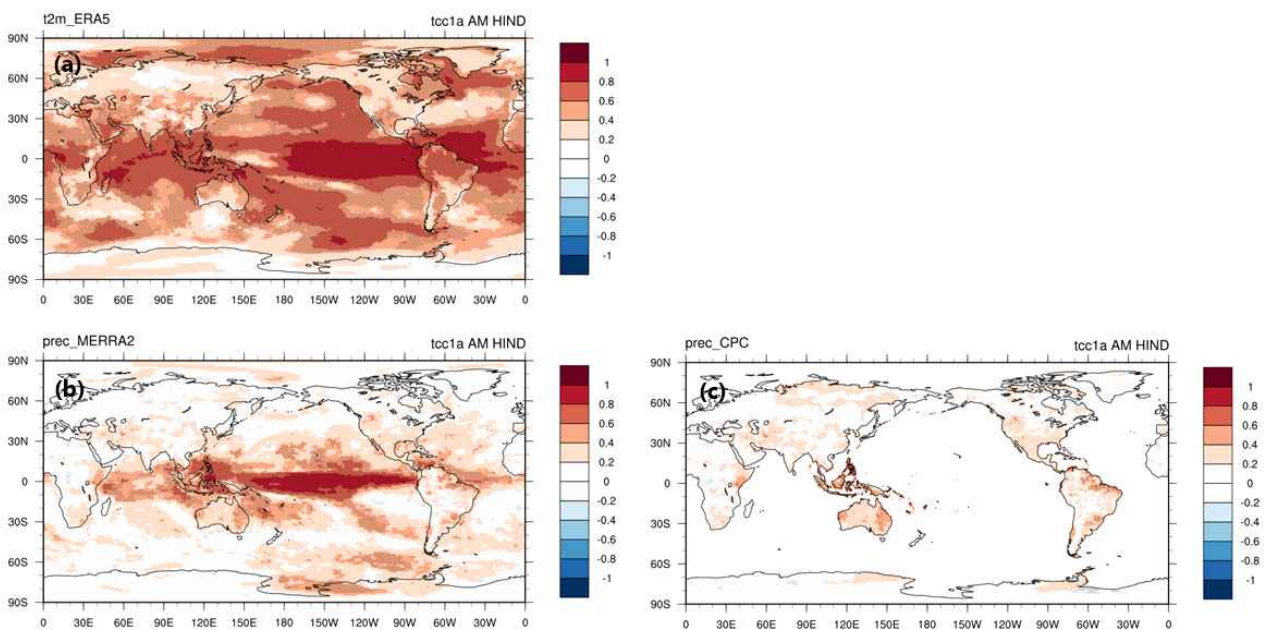 t2m_ERA5 tcc1a AM HIND
(a)
90N
60N
30N
0
30S
60S
90S
0 30E 60E 90E 120E 150E 180 150W 120W 90W 60W 30W 0
1
0.8
0.6
0.4
0.2
0
-0.2
-0.4
-0.6
-0.8
-1
prec_MERRA2 tcc1a AM HIND
(b)
90N
60N
30N
0
30S
60S
90S
0 30E 60E 90E 120E 150E 180 150W 120W 90W 60W 30W 0
1
0.8
0.6
0.4
0.2
0
-0.2
-0.4
-0.6
-0.8
-1
prec_CPC tcc1a AM HIND
(c)
90N
60N
30N
0
30S
60S
90S
0 30E 60E 90E 120E 150E 180 150W 120W 90W 60W 30W 0
1
0.8
0.6
0.4
0.2
0
-0.2
-0.4
-0.6
-0.8
-1